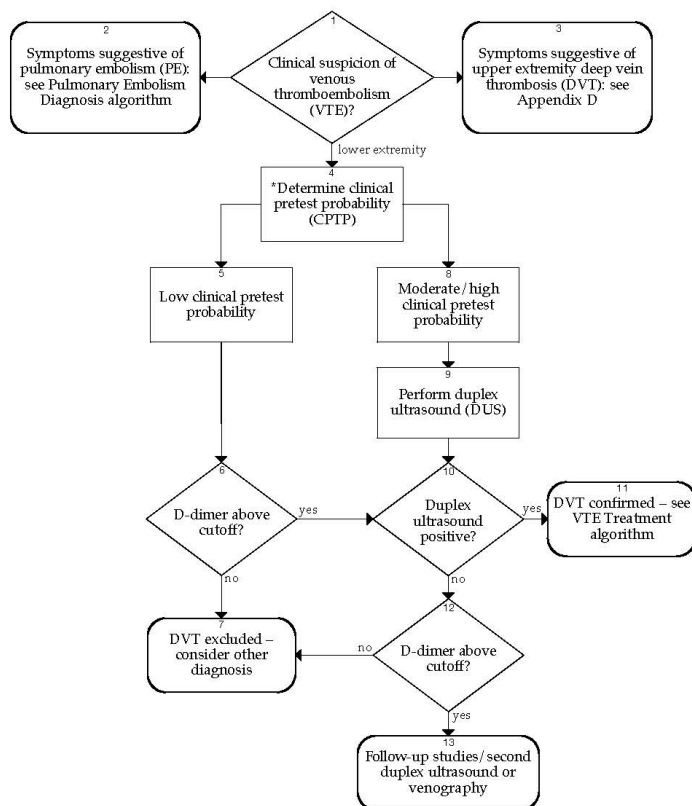 1
Clinical suspicion of
venous
thromboembolism
(VTE)?
2
Symptoms suggestive of
pulmonary embolism (PE):
see Pulmonary Embolism
Diagnosis algorithm
3
Symptoms suggestive of
upper extremity deep vein
thrombosis (DVT): see
Appendix D
lower extremity
4
*Determine clinical
pretest probability
(CPTP)
5
Low clinical pretest
probability
8
Moderate/high
clinical pretest
probability
9
Perform duplex
ultrasound (DUS)
6
D-dimer above
cutoff?
yes
no
10
Duplex
ultrasound
positive?
yes
no
11
DVT confirmed – see
VTE Treatment
algorithm
7
DVT excluded –
consider other
diagnosis
12
D-dimer above
cutoff?
no
yes
13
Follow-up studies/second
duplex ultrasound or
venography